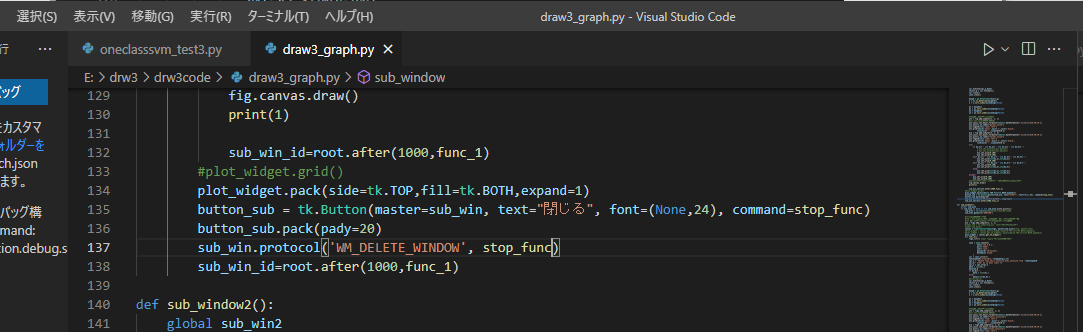 選択(S) 表示(V) 移動(G) 実行(R) ターミナル(T) ヘルプ(H) draw3_graph.py - Visual Studio Code
行 ··· oneclasssvm_test3.py draw3_graph.py
E: > drw3 > drw3code > draw3_graph.py > sub_window
バッグ
をカスタマ
ォルダーを
ch.json
ます。
バッグ構
mmand:
tion.debug.s
129 fig.canvas.draw()
130 print(1)
131
132 sub_win_id=root.after(1000,func_1)
133 #plot_widget.grid()
134 plot_widget.pack(side=tk.TOP,fill=tk.BOTH,expand=1)
135 button_sub = tk.Button(master=sub_win, text="閉じる", font=(None,24), command=stop_func)
136 button_sub.pack(pady=20)
137 sub_win.protocol('WM_DELETE_WINDOW', stop_func)
138 sub_win_id=root.after(1000,func_1)
139
140 def sub_window2():
141 global sub_win2